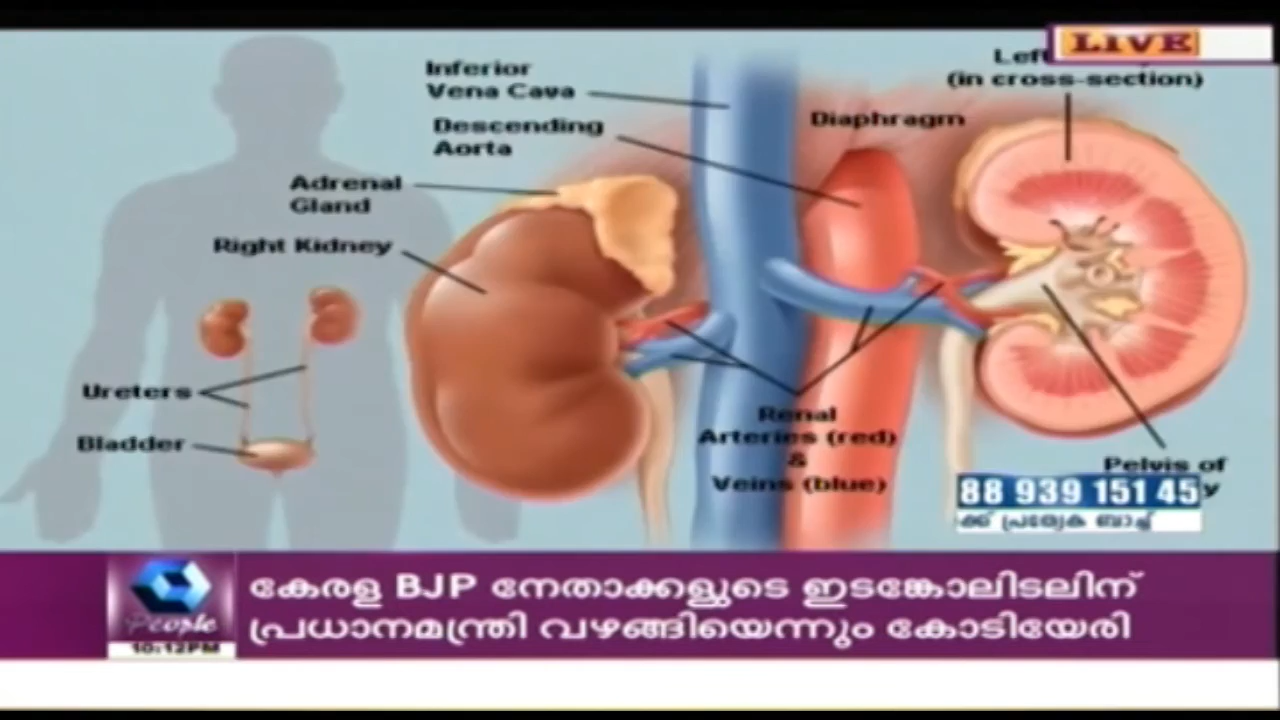 LiVE
Left
(in cross-section)
Inferior
Vena Cava
Descending
Aorta
Diaphragm
Adrenal
Gland
Right Kidney
Ureters
Bladder
Renal
Arteries (red)
&
Veins (blue)
Pelvis of
y
88 939 151 45
ക്ക് പ്രത്യേക ബാച്ച്
കേരള BJP നേതാക്കളുടെ ഇടങ്കോലിടലിന്
പ്രധാനമന്ത്രി വഴങ്ങിയെന്നും കോടിയേരി
People
10:12PM